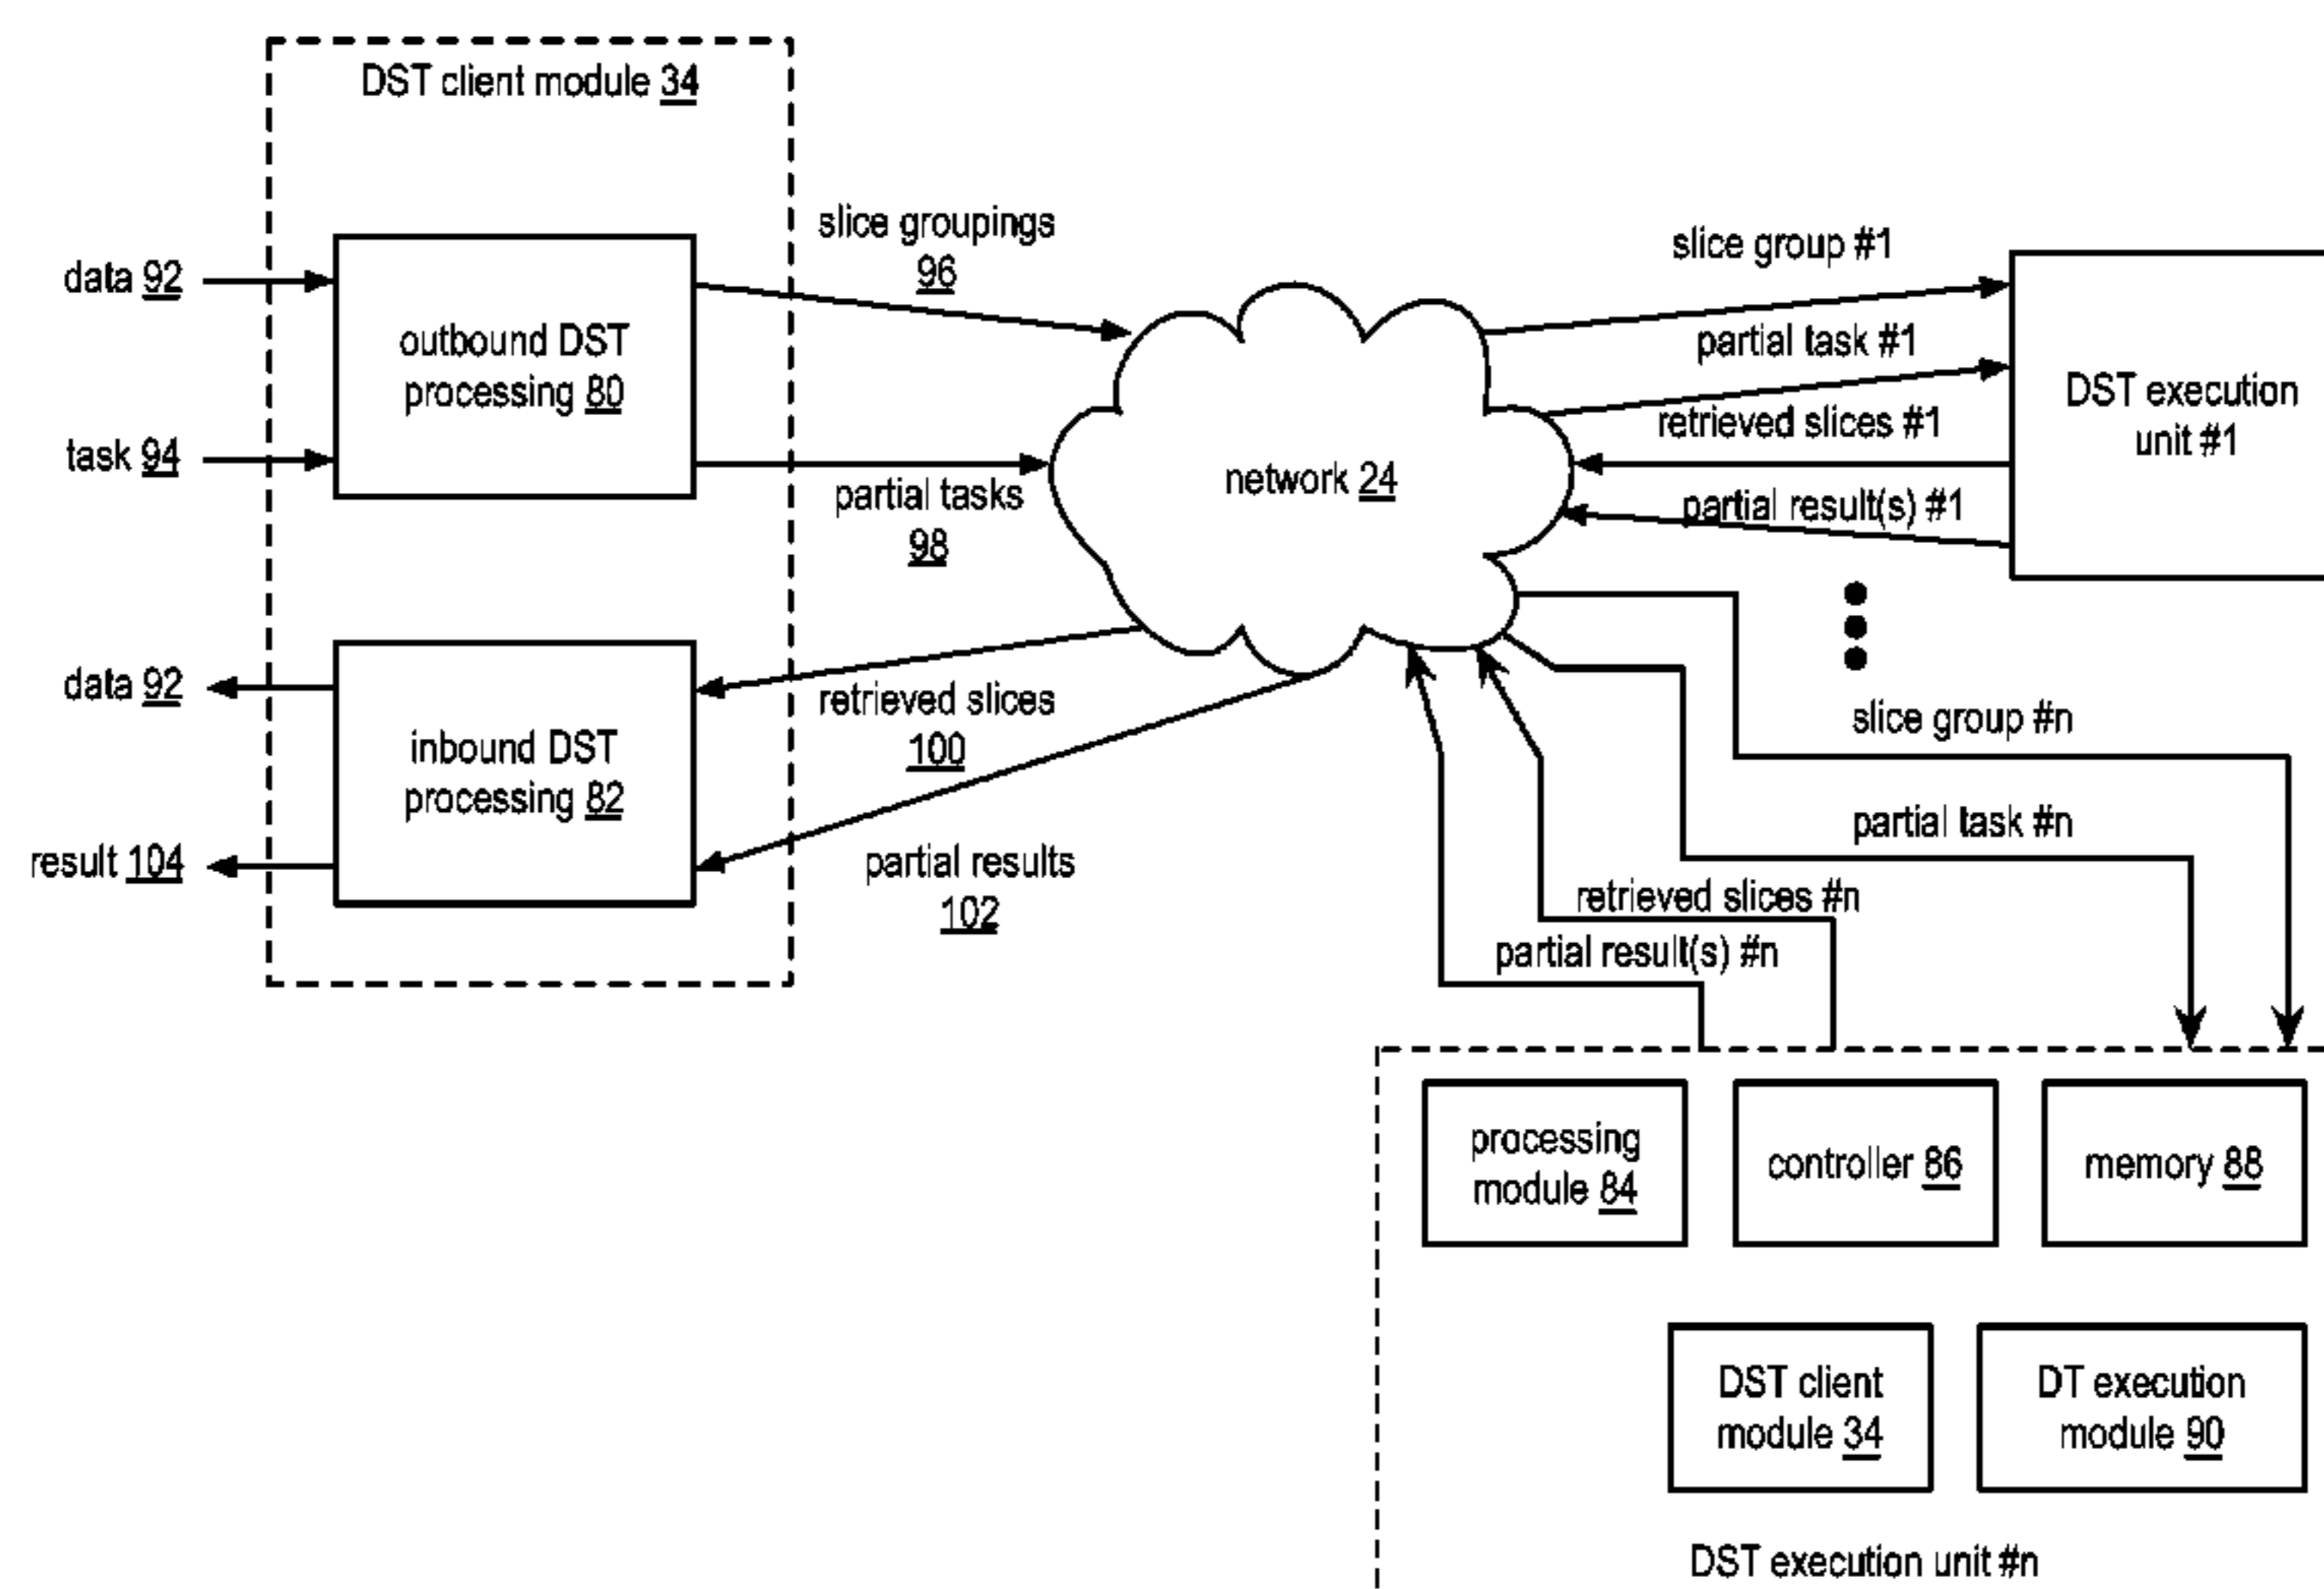 DST client module 34
data 92
outbound DST
processing 80
task 94
slice groupings
96
partial tasks
98
data 92
inbound DST
processing 82
result 104
retrieved slices
100
partial results
102
network 24
slice group #1
partial task #1
retrieved slices #1
partial result(s) #1
DST execution
unit #1
slice group #n
partial task #n
retrieved slices #n
partial result(s) #n
processing
module 84
controller 86
memory 88
DST client
module 34
DT execution
module 90
DST execution unit #n